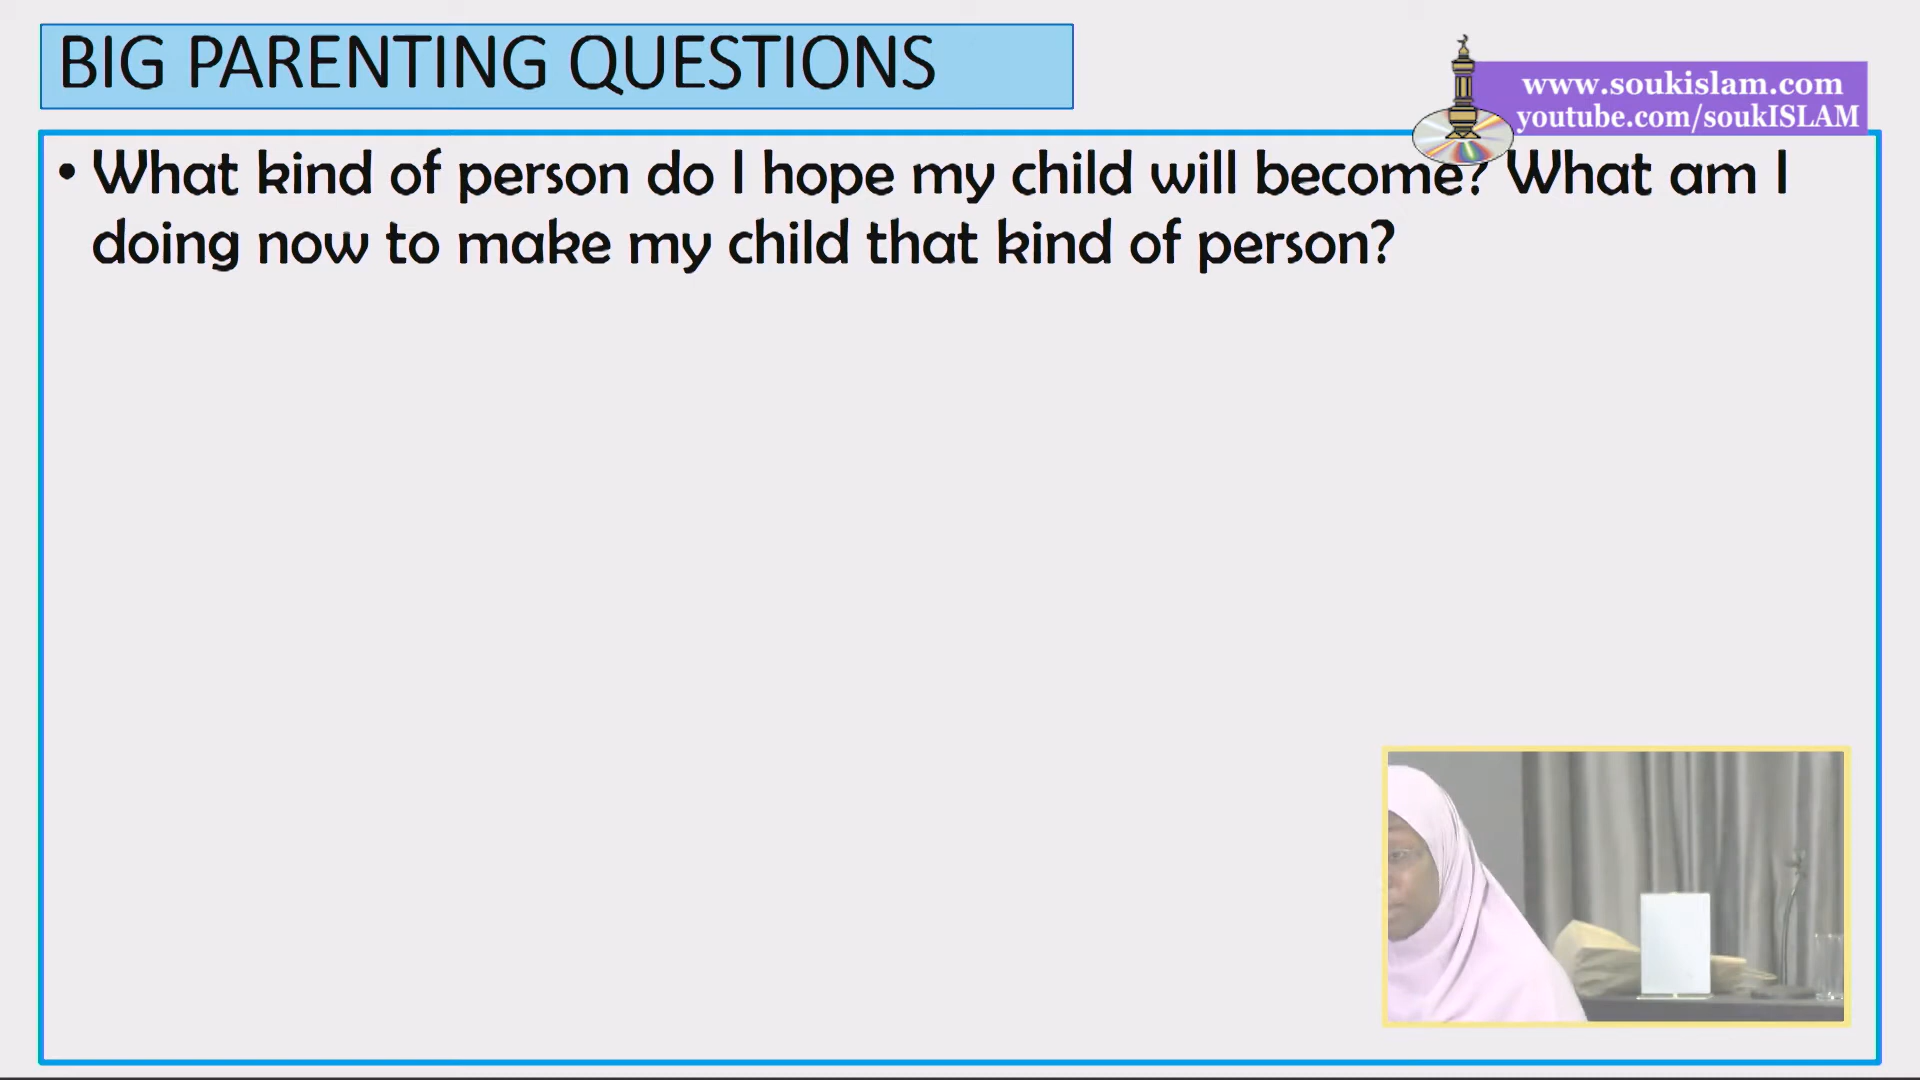 BIG PARENTING QUESTIONS
www.soukislam.com
youtube.com/soukISLAM
• What kind of person do I hope my child will become? What am I
doing now to make my child that kind of person?